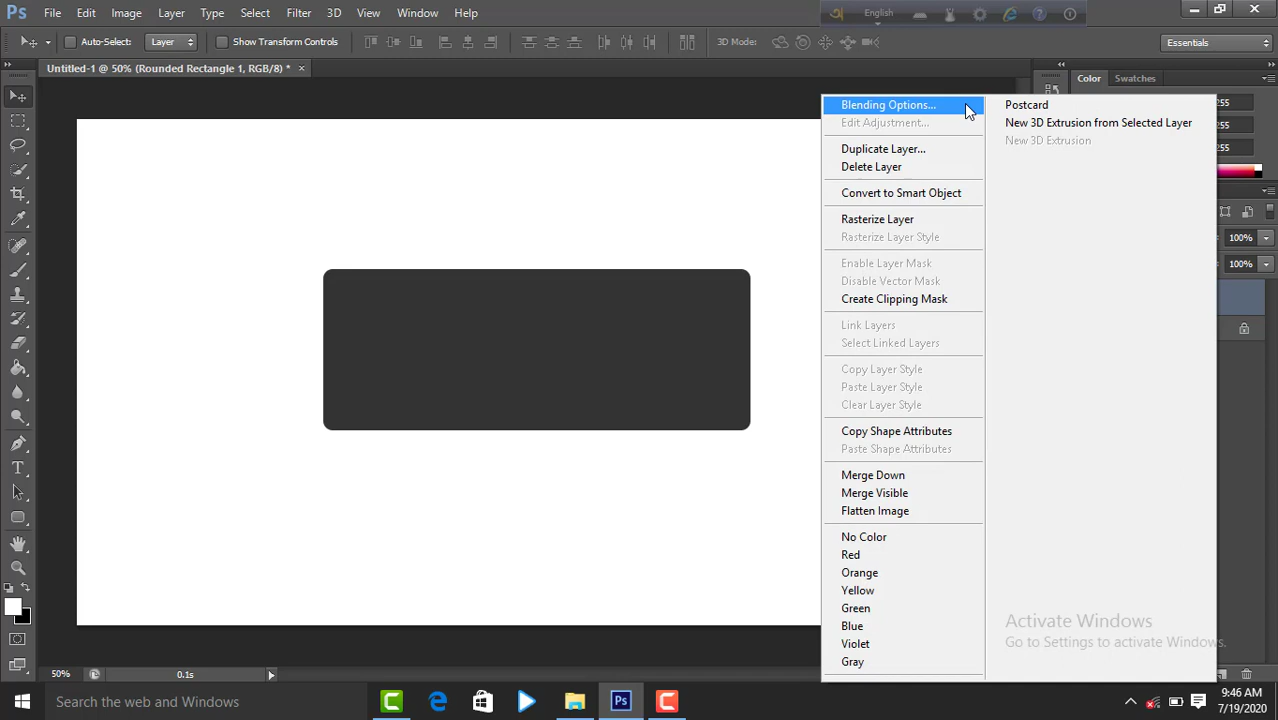 Ps File Edit Image Layer Type Select Filter 3D View Window Help
English
Auto-Select: Layer Show Transform Controls 3D Mode: Essentials
Untitled-1 @ 50% (Rounded Rectangle 1, RGB/8) * ×
Color Swatches
255
255
255
100%
100%
Blending Options...
Edit Adjustment...
Duplicate Layer...
Delete Layer
Convert to Smart Object
Rasterize Layer
Rasterize Layer Style
Enable Layer Mask
Disable Vector Mask
Create Clipping Mask
Link Layers
Select Linked Layers
Copy Layer Style
Paste Layer Style
Clear Layer Style
Copy Shape Attributes
Paste Shape Attributes
Merge Down
Merge Visible
Flatten Image
No Color
Red
Orange
Yellow
Green
Blue
Violet
Gray
Postcard
New 3D Extrusion from Selected Layer
New 3D Extrusion
Activate Windows
Go to Settings to activate Windows.
50% 0.1s
Search the web and Windows
Ps
9:46 AM
7/19/2020